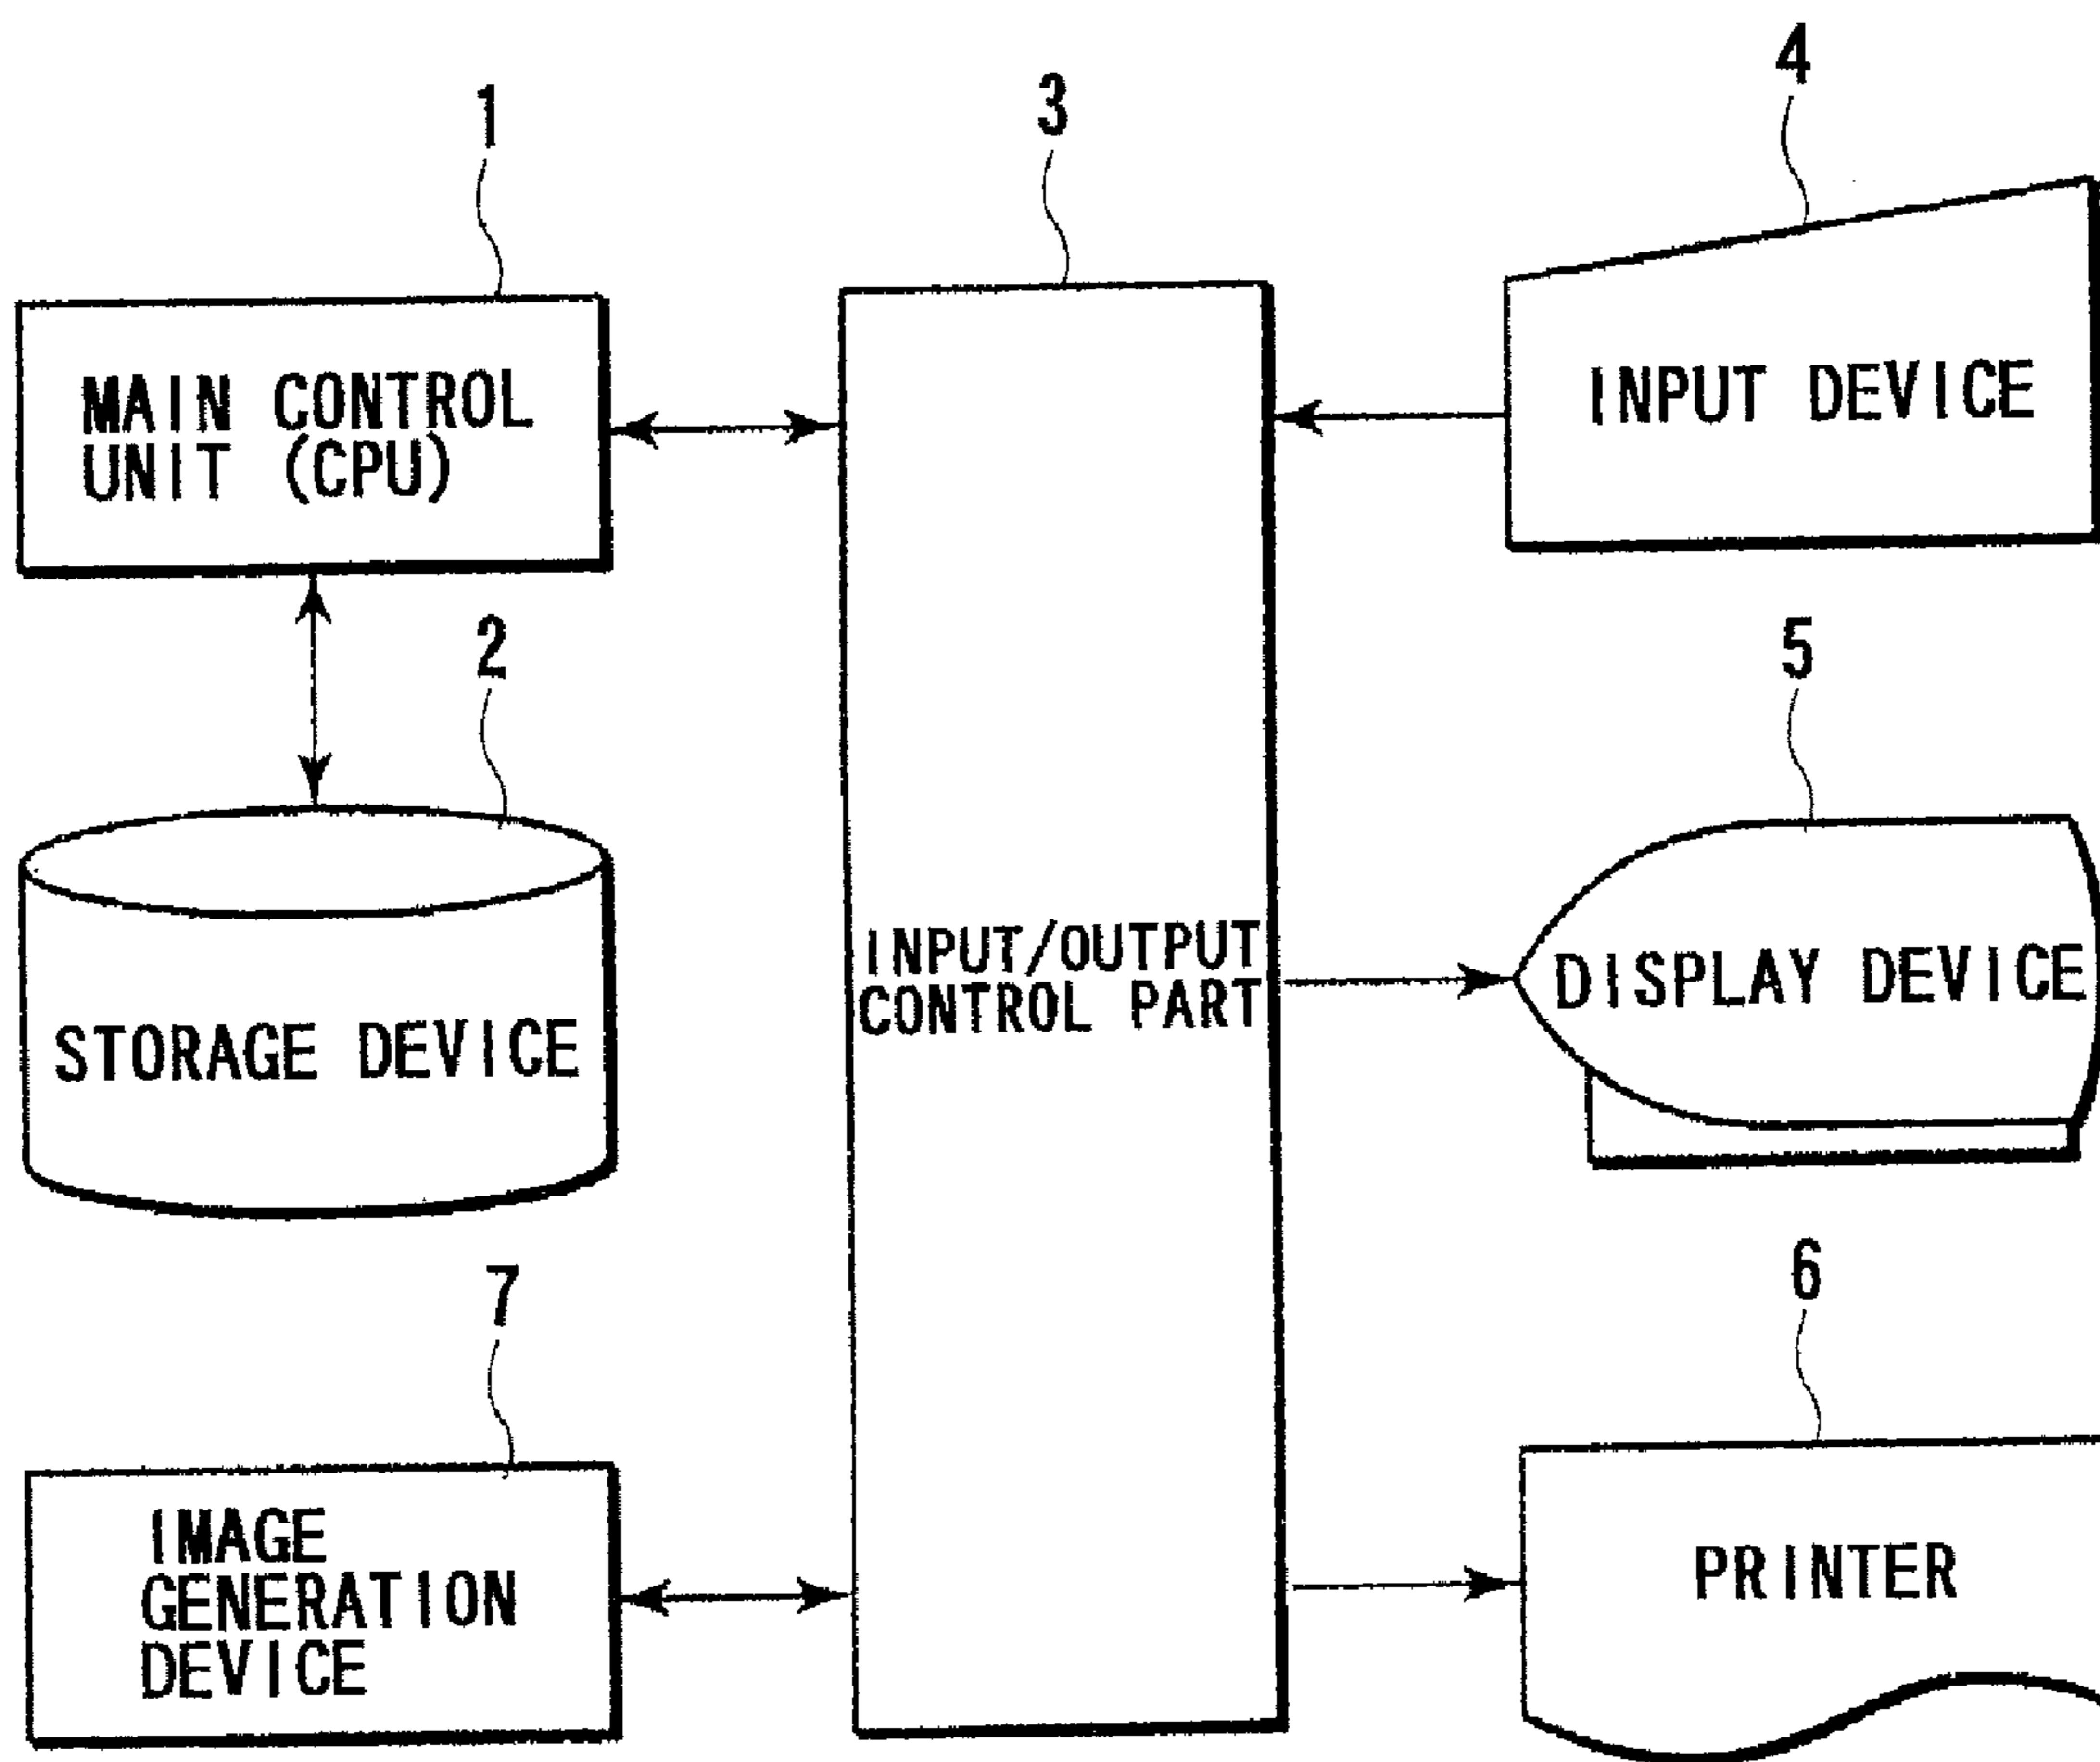 1
3
4
MAIN CONTROL
UNIT (CPU)
INPUT DEVICE
2
5
STORAGE DEVICE
INPUT/OUTPUT
CONTROL PART
DISPLAY DEVICE
7
6
IMAGE
GENERATION
DEVICE
PRINTER